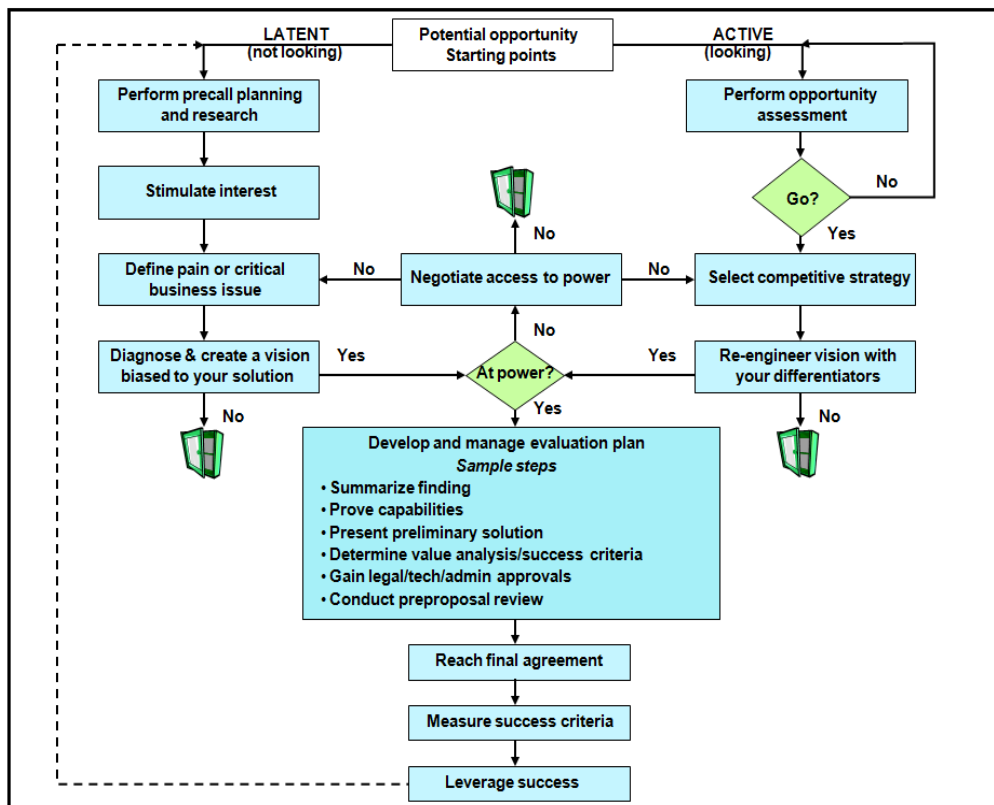 LATENT
(not looking)
Potential opportunity
Starting points
ACTIVE
(looking)
Perform precall planning
and research
Perform opportunity
assessment
Stimulate interest
Go?
No
Yes
No
Define pain or critical
business issue
No
Negotiate access to power
No
Select competitive strategy
No
Diagnose & create a vision
biased to your solution
Yes
At power?
Yes
Re-engineer vision with
your differentiators
No
Yes
No
Develop and manage evaluation plan
Sample steps
• Summarize finding
• Prove capabilities
• Present preliminary solution
• Determine value analysis/success criteria
• Gain legal/tech/admin approvals
• Conduct preproposal review
Reach final agreement
Measure success criteria
Leverage success